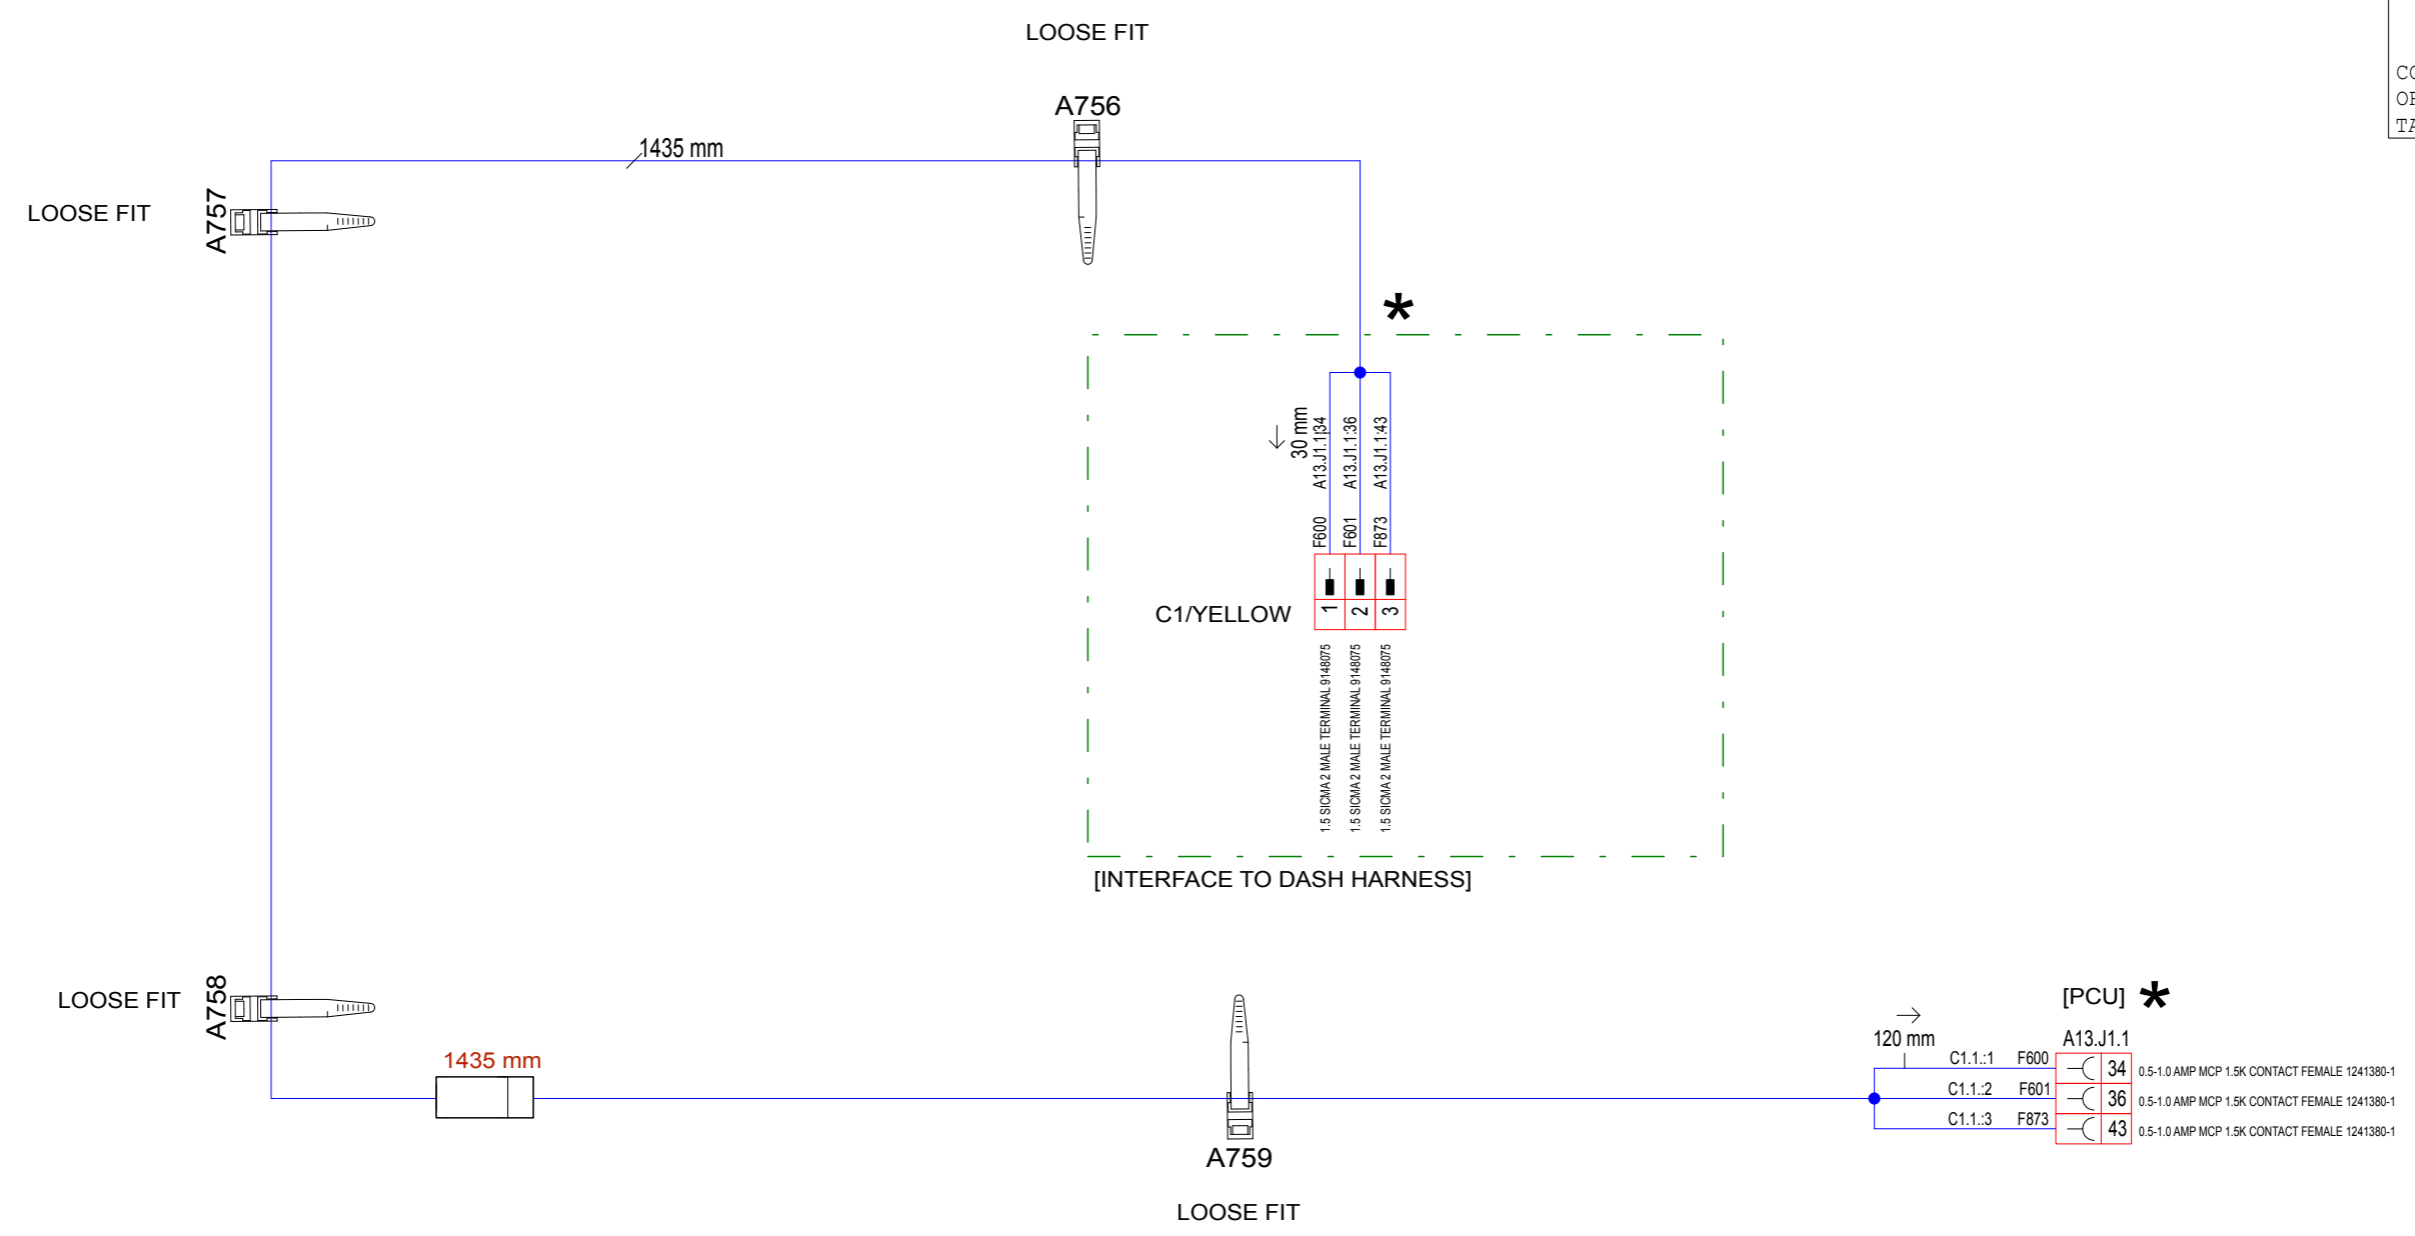 LOOSE FIT
A756
1435 mm
LOOSE FIT
A757
*
30 mm
A13.J1.1:34
A13.J1.1:36
A13.J1.1:43
F600
F601
F873
C1/YELLOW
1
2
3
1.5 SICMA 2 MALE TERMINAL 9148075
1.5 SICMA 2 MALE TERMINAL 9148075
1.5 SICMA 2 MALE TERMINAL 9148075
[INTERFACE TO DASH HARNESS]
LOOSE FIT
A758
1435 mm
A759
LOOSE FIT
[PCU] *
120 mm
A13.J1.1
C1.1.:1 F600 34 0.5-1.0 AMP MCP 1.5K CONTACT FEMALE 1241380-1
C1.1.:2 F601 36 0.5-1.0 AMP MCP 1.5K CONTACT FEMALE 1241380-1
C1.1.:3 F873 43 0.5-1.0 AMP MCP 1.5K CONTACT FEMALE 1241380-1